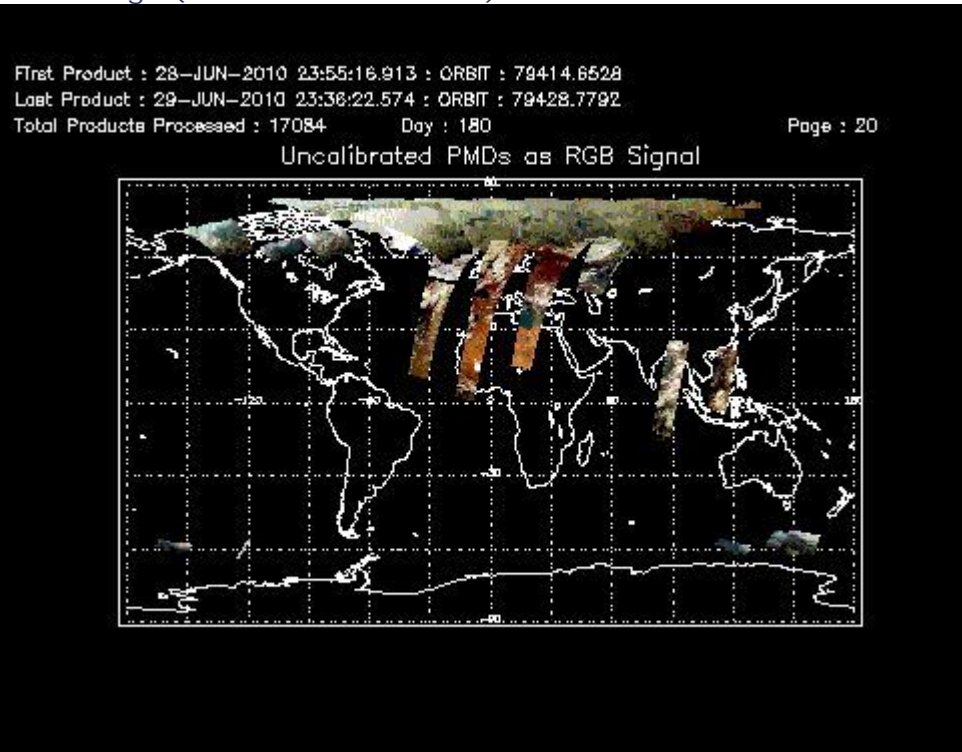 First Product : 28-JUN-2010 23:55:16.913 : ORBIT : 79414.6528
Last Product : 29-JUN-2010 23:36:22.574 : ORBIT : 79428.7792
Total Products Processed : 17084 Day : 180 Page : 20
Uncalibrated PMDs as RGB Signal